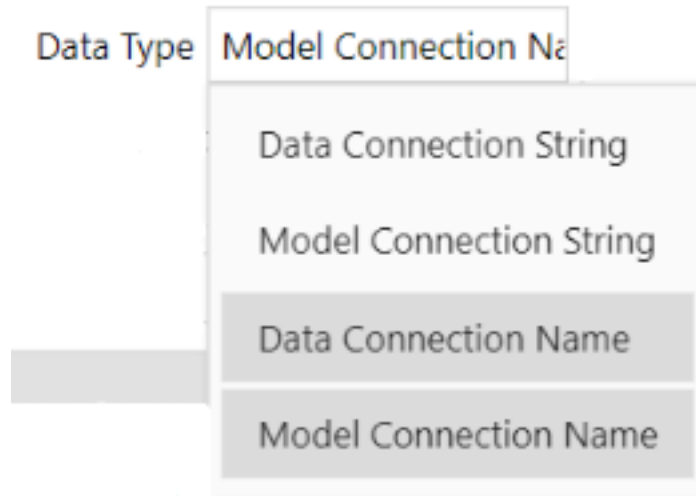 Data Type Model Connection Na
Data Connection String
Model Connection String
Data Connection Name
Model Connection Name